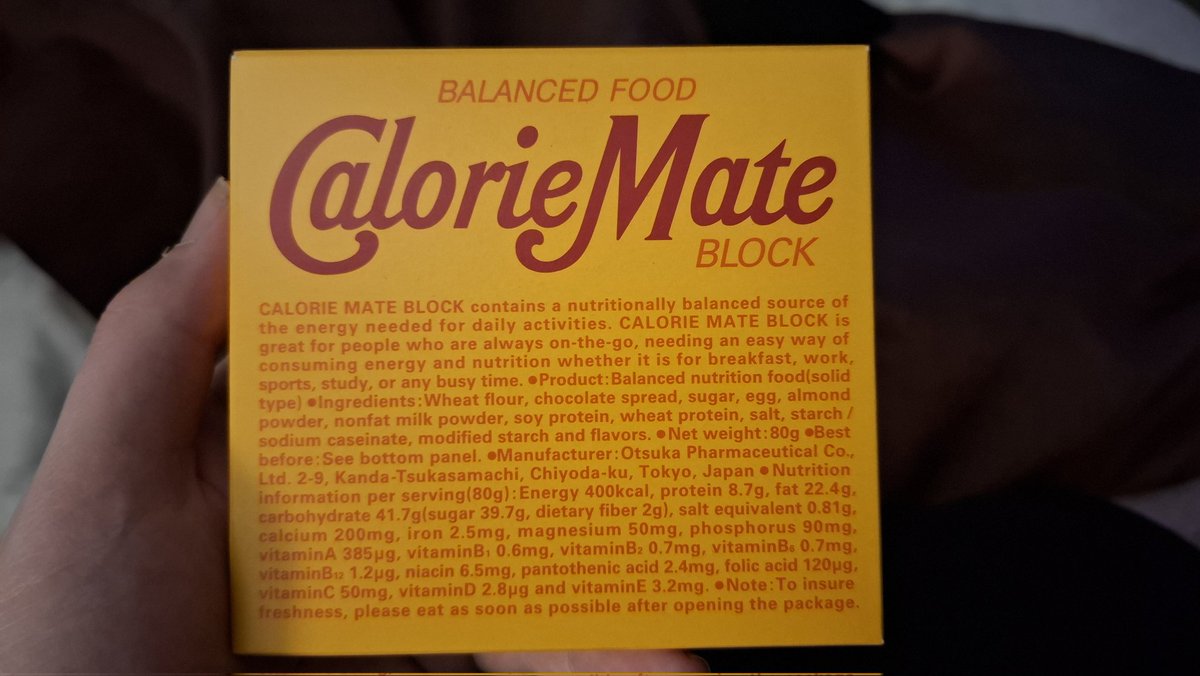 BALANCED FOOD
CalorieMate
BLOCK
CALORIE MATE BLOCK contains a nutritionally balanced source of
the energy needed for daily activities. CALORIE MATE BLOCK is
great for people who are always on-the-go, needing an easy way of
consuming energy and nutrition whether it is for breakfast, work,
sports, study, or any busy time. ●Product:Balanced nutrition food(solid
type) ●Ingredients:Wheat flour, chocolate spread, sugar, egg, almond
powder, nonfat milk powder, soy protein, wheat protein, salt, starch /
sodium caseinate, modified starch and flavors. ●Net weight:80g ●Best
before:See bottom panel. ●Manufacturer:Otsuka Pharmaceutical Co.,
Ltd. 2-9, Kanda-Tsukasamachi, Chiyoda-ku, Tokyo, Japan ●Nutrition
information per serving(80g):Energy 400kcal, protein 8.7g, fat 22.4g,
carbohydrate 41.7g(sugar 39.7g, dietary fiber 2g), salt equivalent 0.81g,
calcium 200mg, iron 2.5mg, magnesium 50mg, phosphorus 90mg,
vitaminA 385µg, vitaminB₁ 0.6mg, vitaminB₂ 0.7mg, vitaminB₆ 0.7mg,
vitaminB₁₂ 1.2µg, niacin 6.5mg, pantothenic acid 2.4mg, folic acid 120µg,
vitaminC 50mg, vitaminD 2.8µg and vitaminE 3.2mg. ●Note:To insure
freshness, please eat as soon as possible after opening the package.